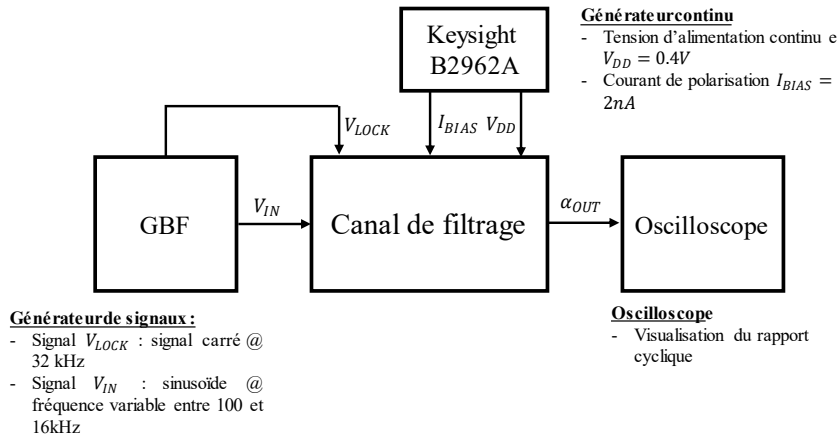 Générateurcontinu
- Tension d'alimentation continu e
V_DD = 0.4V
- Courant de polarisation I_BIAS =
2nA
Keysight
B2962A
V_LOCK
I_BIAS V_DD
GBF
V_IN
Canal de filtrage
α_OUT
Oscilloscope
Générateurde signaux :
- Signal V_LOCK : signal carré @
32 kHz
- Signal V_IN : sinusoïde @
fréquence variable entre 100 et
16kHz
Oscilloscope
- Visualisation du rapport
cyclique